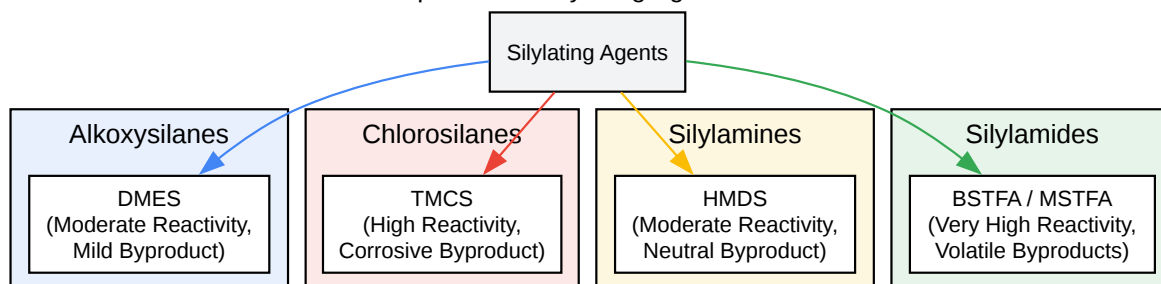 Silylating Agents
Alkoxysilanes
Chlorosilanes
Silylamines
Silylamides
DMES
(Moderate Reactivity,
Mild Byproduct)
TMCS
(High Reactivity,
Corrosive Byproduct)
HMDS
(Moderate Reactivity,
Neutral Byproduct)
BSTFA / MSTFA
(Very High Reactivity,
Volatile Byproducts)